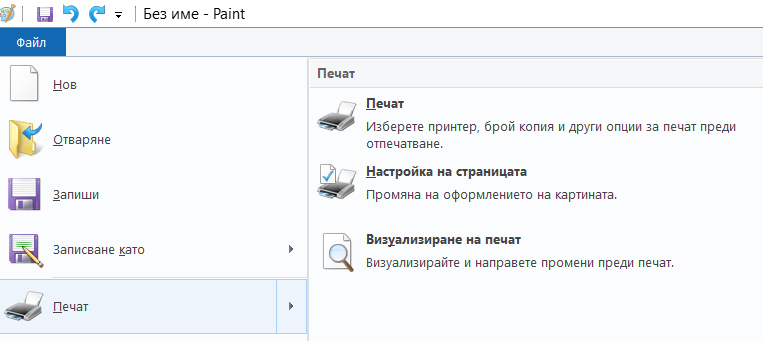 Без име - Paint
Файл
Нов
Отваряне
Запиши
Записване като
Печат
Печат
Печат
Изберете принтер, брой копия и други опции за печат преди
отпечатване.
Настройка на страницата
Промяна на оформлението на картината.
Визуализиране на печат
Визуализирайте и направете промени преди печат.